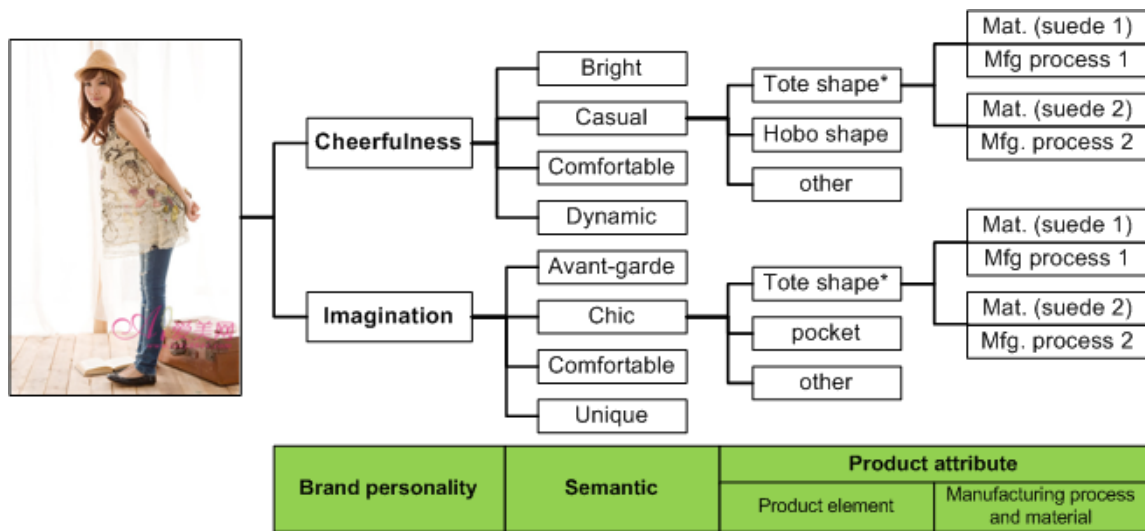 Bright
Casual
Comfortable
Dynamic
Cheerfulness
Tote shape*
Hobo shape
other
Mat. (suede 1)
Mfg process 1
Mat. (suede 2)
Mfg. process 2
Avant-garde
Chic
Comfortable
Unique
Imagination
Tote shape*
pocket
other
Mat. (suede 1)
Mfg process 1
Mat. (suede 2)
Mfg. process 2
Brand personality
Semantic
Product attribute
Product element
Manufacturing process
and material